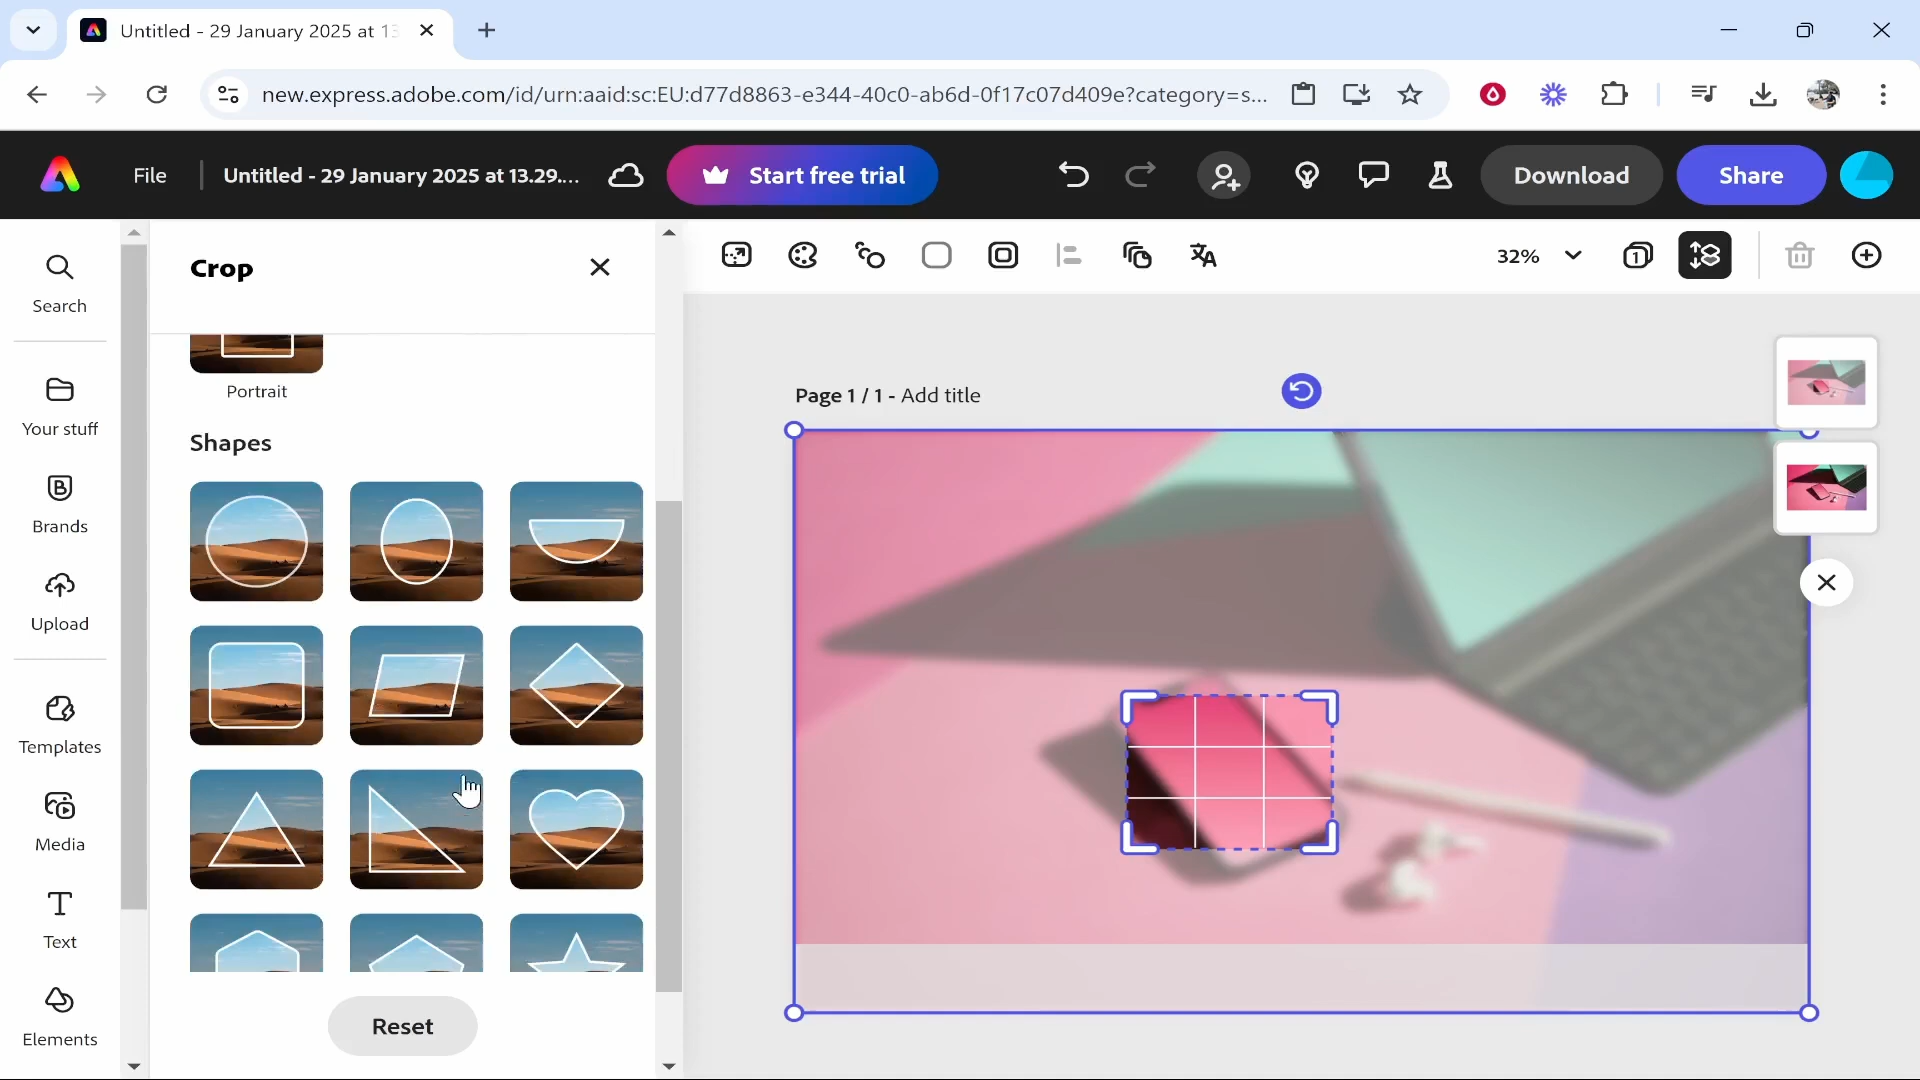 Untitled - 29 January 2025 at 13
new.express.adobe.com/id/urn:aaid:sc:EU:d77d8863-e344-40c0-ab6d-0f17c07d409e?category=s...
File
Untitled - 29 January 2025 at 13.29....
Start free trial
Download
Share
Search
Your stuff
Brands
Upload
Templates
Media
Text
Elements
Crop
Portrait
Shapes
Reset
32%
1
Page 1 / 1 - Add title